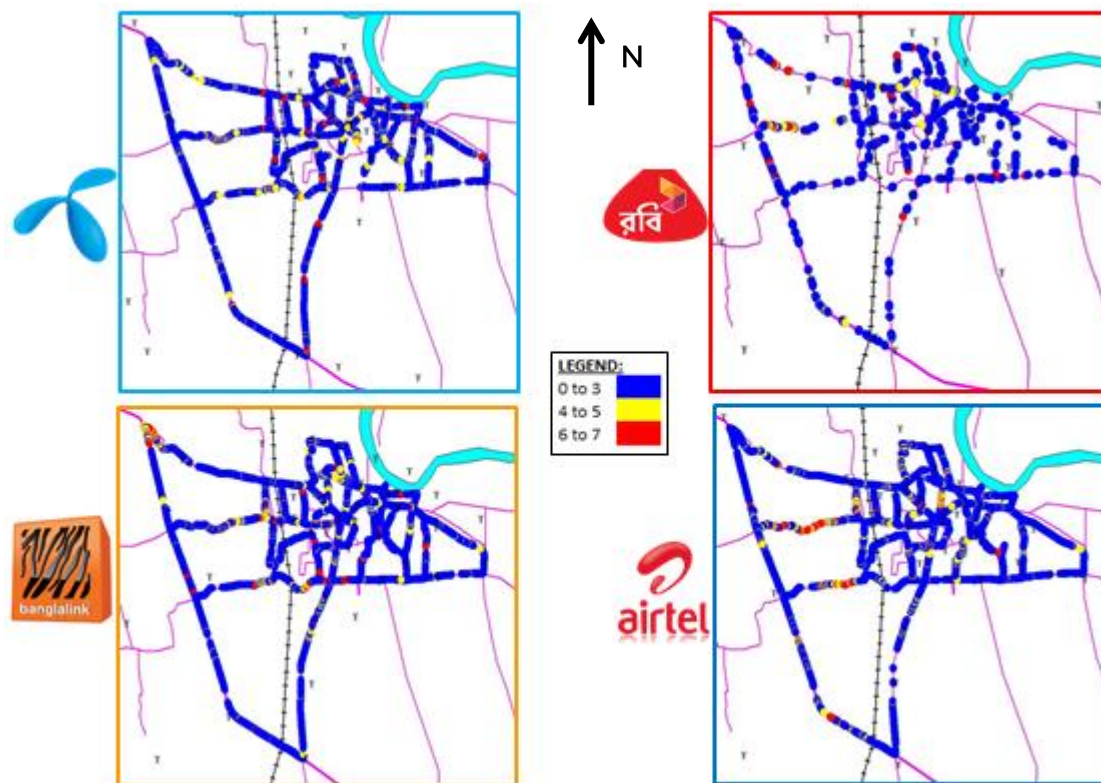 N
রবি
LEGEND:
0 to 3
4 to 5
6 to 7
banglalink
airtel